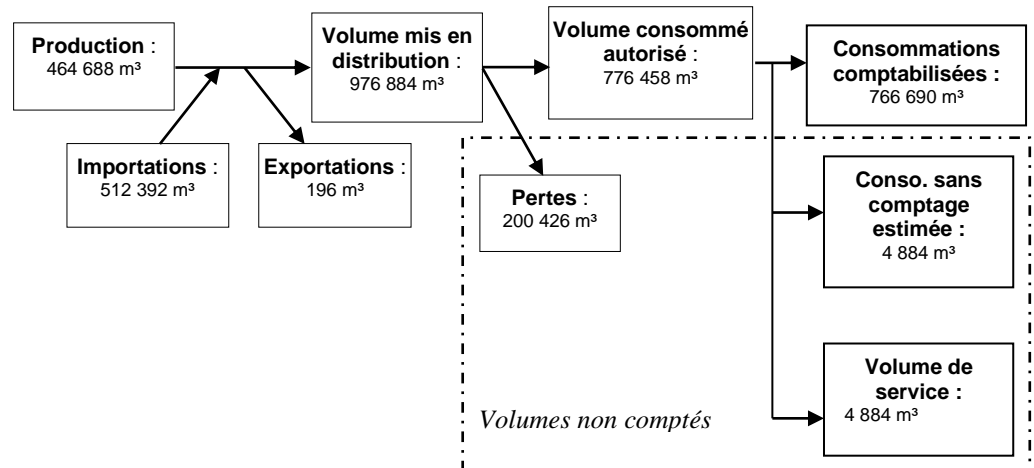 Production :
464 688 m³
Volume mis en
distribution :
976 884 m³
Volume consommé
autorisé :
776 458 m³
Consommations
comptabilisées :
766 690 m³
Importations :
512 392 m³
Exportations :
196 m³
Pertes :
200 426 m³
Conso. sans
comptage
estimée :
4 884 m³
Volume de
service :
4 884 m³
Volumes non comptés